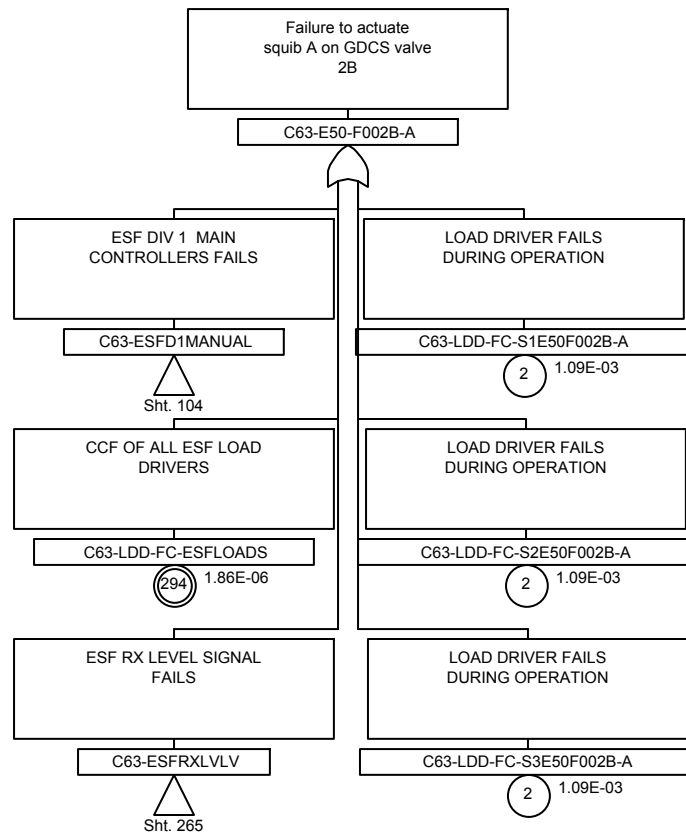 Failure to actuate
squib A on GDCS valve
2B
C63-E50-F002B-A
ESF DIV 1 MAIN
CONTROLLERS FAILS
C63-ESFD1MANUAL
Sht. 104
LOAD DRIVER FAILS
DURING OPERATION
C63-LDD-FC-S1E50F002B-A
2
1.09E-03
CCF OF ALL ESF LOAD
DRIVERS
C63-LDD-FC-ESFLOADS
294
1.86E-06
LOAD DRIVER FAILS
DURING OPERATION
C63-LDD-FC-S2E50F002B-A
2
1.09E-03
ESF RX LEVEL SIGNAL
FAILS
C63-ESFRXLVLV
Sht. 265
LOAD DRIVER FAILS
DURING OPERATION
C63-LDD-FC-S3E50F002B-A
2
1.09E-03